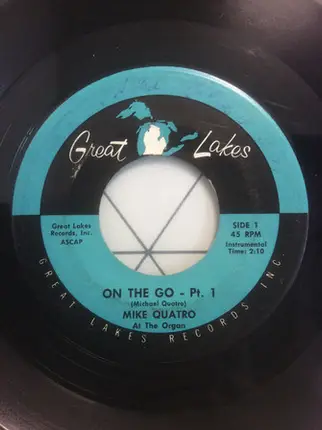 Great Lakes
Great Lakes
Records, Inc.
ASCAP
SIDE 1
45 RPM
Instrumental
Time: 2:10
ON THE GO - Pt. 1
(Michael Quatro)
MIKE QUATRO
At The Organ
GREAT LAKES RECORDS INC.